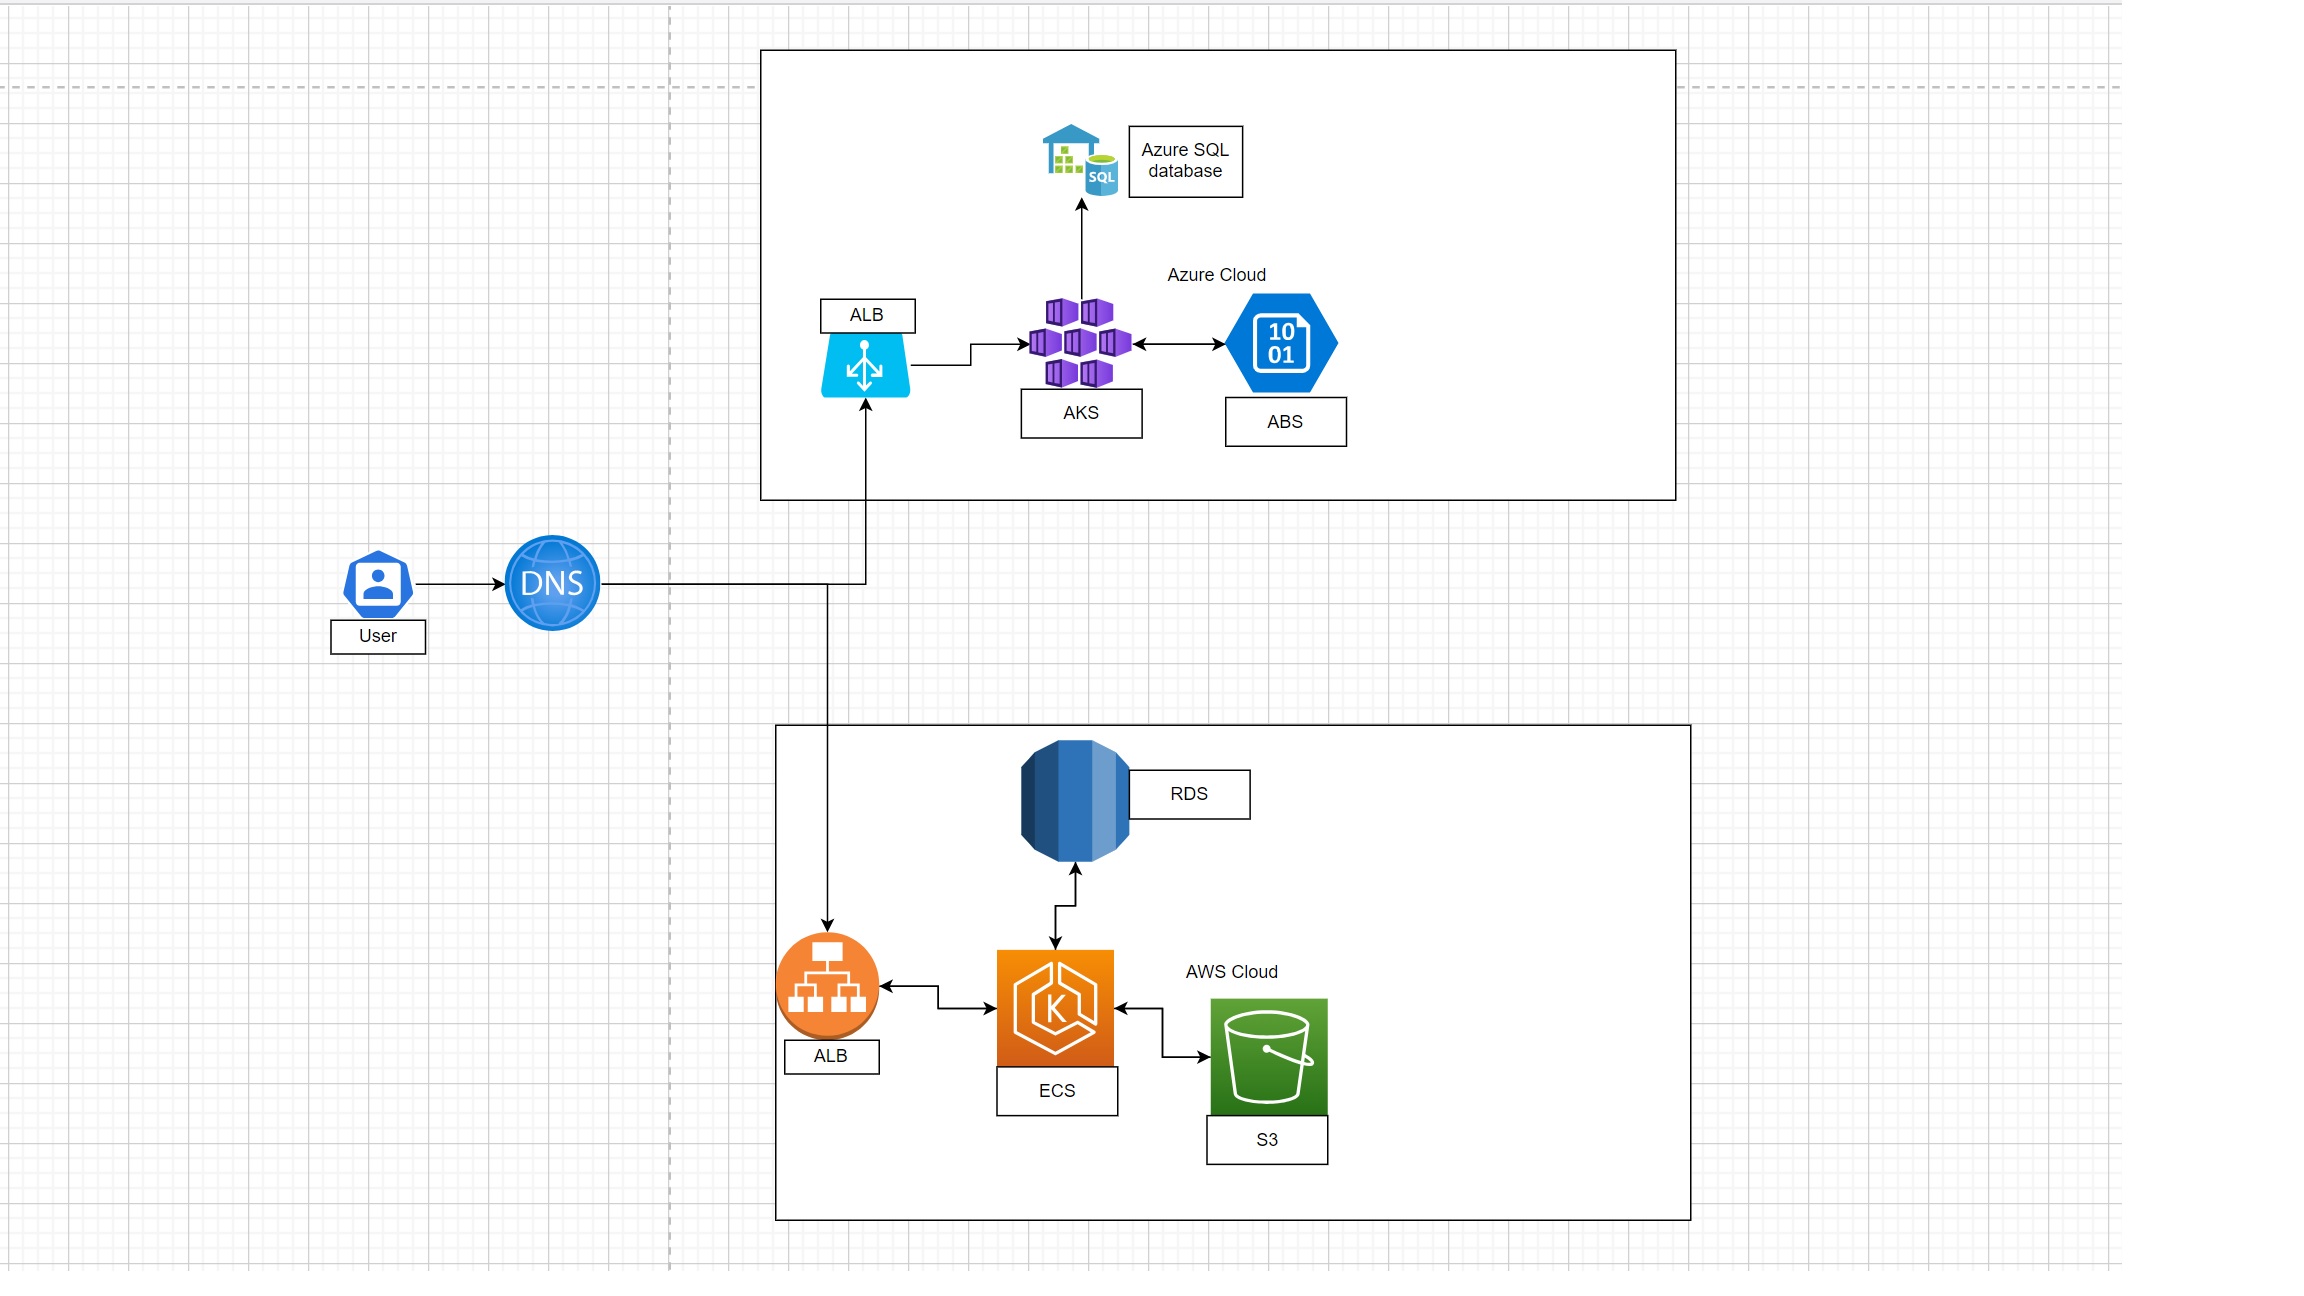 Azure SQL
database
SQL
Azure Cloud
ALB
10
01
AKS
ABS
DNS
User
RDS
AWS Cloud
K
ALB
ECS
S3